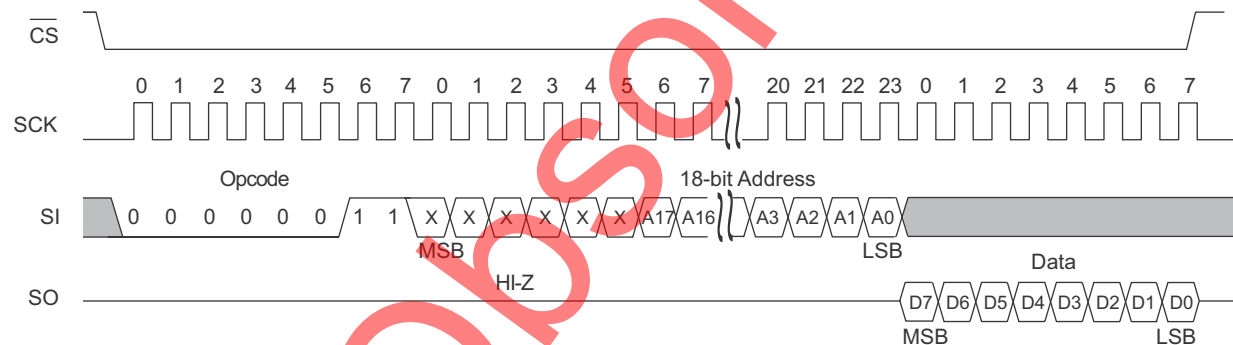 CS
0 1 2 3 4 5 6 7 0 1 2 3 4 5 6 7 20 21 22 23 0 1 2 3 4 5 6 7
SCK
Opcode 18-bit Address
SI 0 0 0 0 0 0 1 1 X X X X X X A17 A16 A3 A2 A1 A0
MSB LSB
HI-Z Data
SO D7 D6 D5 D4 D3 D2 D1 D0
MSB LSB
Obsol